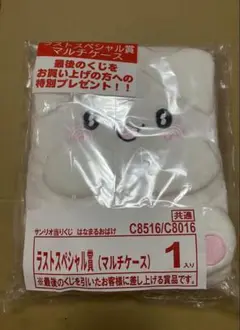 ラストスペシャル賞
マルチケース
最後のくじを
お買い上げの方への
特別プレゼント！！
共通
サンリオ当りくじ はなまるおばけ C8516/C8016
ラストスペシャル賞（マルチケース） 1入り
※最後のくじを引いたお客様に差し上げる賞品です。